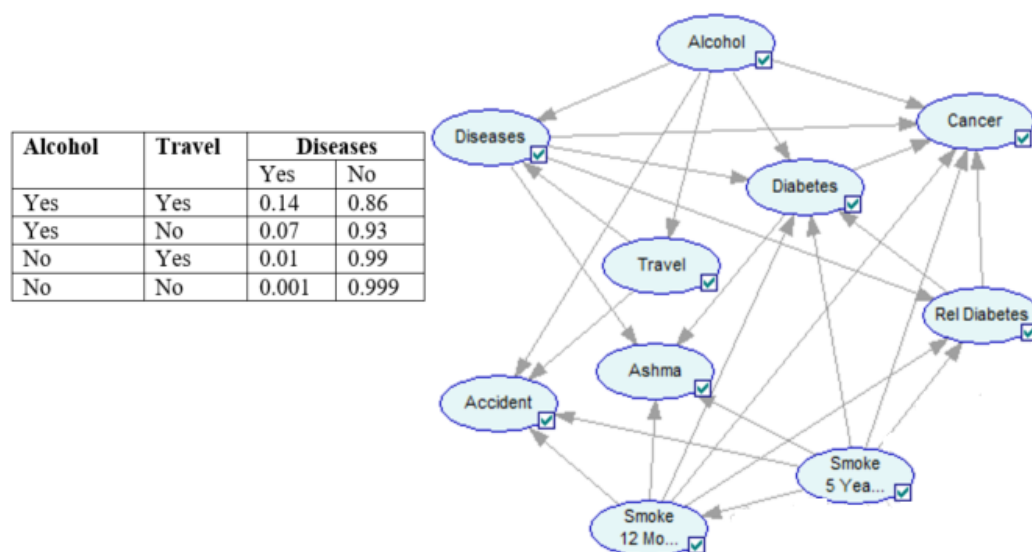 Alcohol Travel Diseases
Yes No
Yes Yes 0.14 0.86
Yes No 0.07 0.93
No Yes 0.01 0.99
No No 0.001 0.999
Alcohol
Diseases
Cancer
Diabetes
Travel
Rel Diabetes
Ashma
Accident
Smoke
5 Yea...
Smoke
12 Mo...